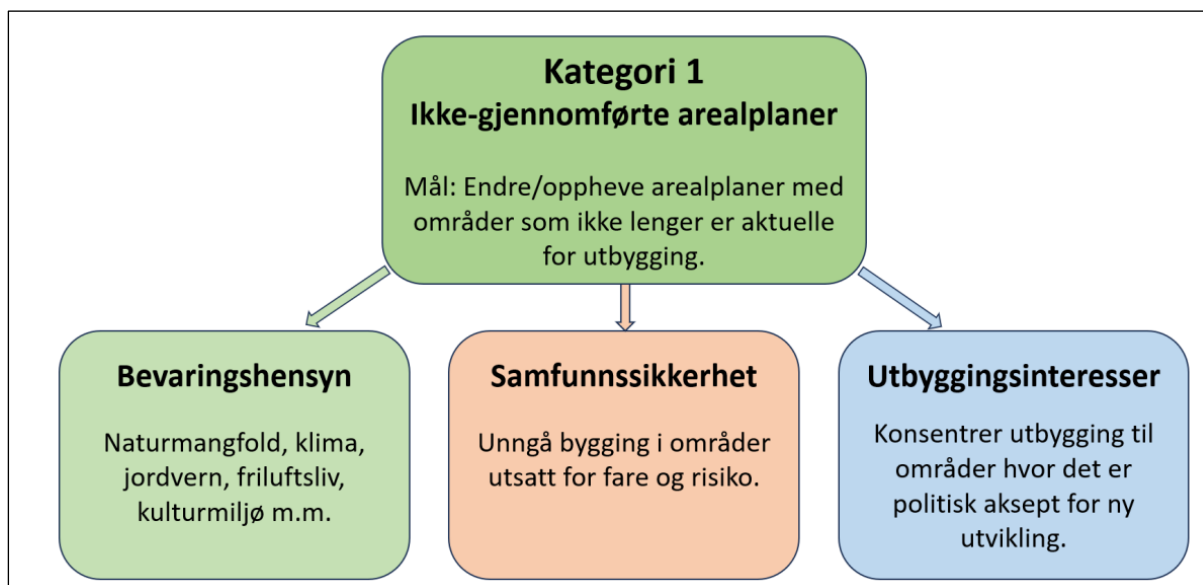 Kategori 1
Ikke-gjennomførte arealplaner
Mål: Endre/oppheve arealplaner med
områder som ikke lenger er aktuelle
for utbygging.
Bevaringshensyn
Naturmangfold, klima,
jordvern, friluftsliv,
kulturmiljø m.m.
Samfunnssikkerhet
Unngå bygging i områder
utsatt for fare og risiko.
Utbyggingsinteresser
Konsentrer utbygging til
områder hvor det er
politisk aksept for ny
utvikling.